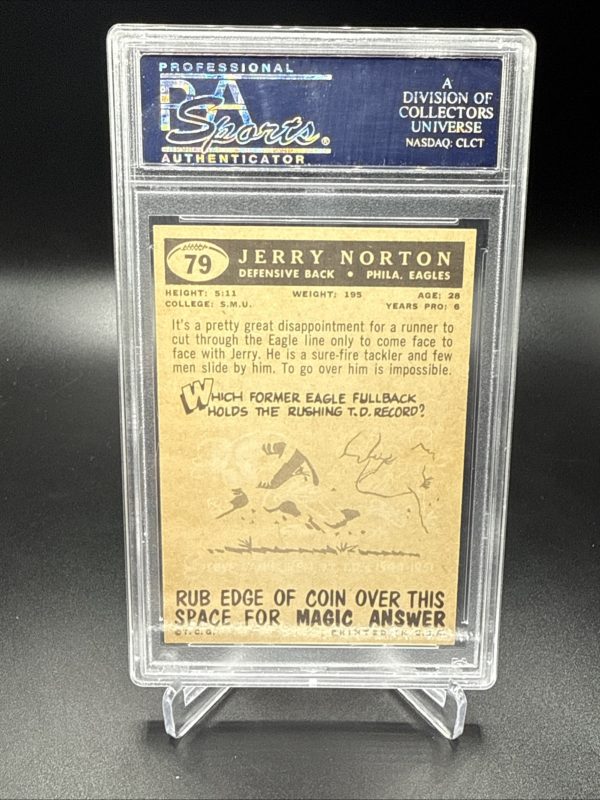 PROFESSIONAL
PSA
Sports®
AUTHENTICATOR
A
DIVISION OF
COLLECTORS
UNIVERSE
NASDAQ: CLCT
79
JERRY NORTON
DEFENSIVE BACK • PHILA. EAGLES
HEIGHT: 5:11 WEIGHT: 195 AGE: 28
COLLEGE: S.M.U. YEARS PRO: 6
It's a pretty great disappointment for a runner to
cut through the Eagle line only to come face to
face with Jerry. He is a sure-fire tackler and few
men slide by him. To go over him is impossible.
WHICH FORMER EAGLE FULLBACK
HOLDS THE RUSHING T.D. RECORD?
RUB EDGE OF COIN OVER THIS
SPACE FOR MAGIC ANSWER
©T.C.G. PRINTED IN U.S.A.